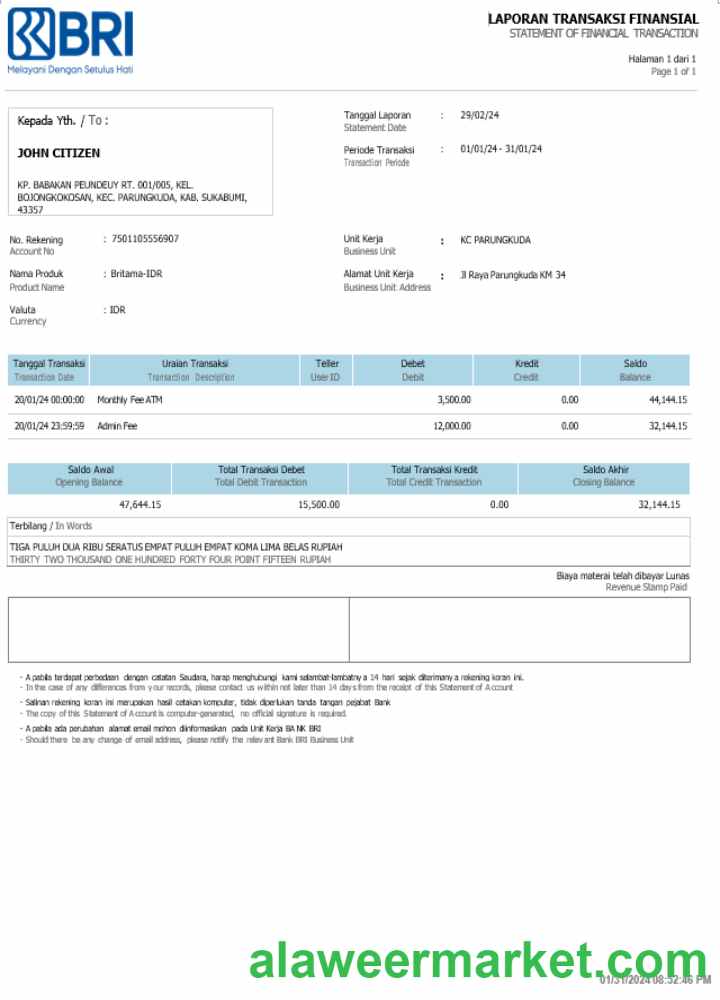 BRI
Melayani Dengan Setulus Hati
LAPORAN TRANSAKSI FINANSIAL
STATEMENT OF FINANCIAL TRANSACTION
Halaman 1 dari 1
Page 1 of 1
Kepada Yth. / To :
JOHN CITIZEN
KP. BABAKAN PEUNDEUY RT. 001/005, KEL.
BOJONGKOKOSAN, KEC. PARUNGKUDA, KAB. SUKABUMI,
43357
Tanggal Laporan : 29/02/24
Statement Date
Periode Transaksi : 01/01/24 - 31/01/24
Transaction Periode
No. Rekening : 7501105556907
Account No
Nama Produk : Britama-IDR
Product Name
Valuta : IDR
Currency
Unit Kerja : KC PARUNGKUDA
Business Unit
Alamat Unit Kerja : Jl Raya Parungkuda KM 34
Business Unit Address
Tanggal Transaksi Uraian Transaksi Teller Debet Kredit Saldo
Transaction Date Transaction Description User ID Debit Credit Balance
20/01/24 00:00:00 Monthly Fee ATM 3,500.00 0.00 44,144.15
20/01/24 23:59:59 Admin Fee 12,000.00 0.00 32,144.15
Saldo Awal Total Transaksi Debet Total Transaksi Kredit Saldo Akhir
Opening Balance Total Debit Transaction Total Credit Transaction Closing Balance
47,644.15 15,500.00 0.00 32,144.15
Terbilang / In Words
TIGA PULUH DUA RIBU SERATUS EMPAT PULUH EMPAT KOMA LIMA BELAS RUPIAH
THIRTY TWO THOUSAND ONE HUNDRED FORTY FOUR POINT FIFTEEN RUPIAH
Biaya materai telah dibayar Lunas
Revenue Stamp Paid
- Apabila terdapat perbedaan dengan catatan Saudara, harap menghubungi kami selambat-lambatnya 14 hari sejak diterimanya rekening koran ini.
- In the case of any differences from your records, please contact us within not later than 14 days from the receipt of this Statement of Account
- Salinan rekening koran ini merupakan hasil cetakan komputer, tidak diperlukan tanda tangan pejabat Bank
- The copy of this Statement of Account is computer-generated, no official signature is required.
- Apabila ada perubahan alamat email mohon diinformasikan pada Unit Kerja BANK BRI
- Should there be any change of email address, please notify the relevant Bank BRI Business Unit
alaweermarket.com
01/31/2024 08:52:46 PM